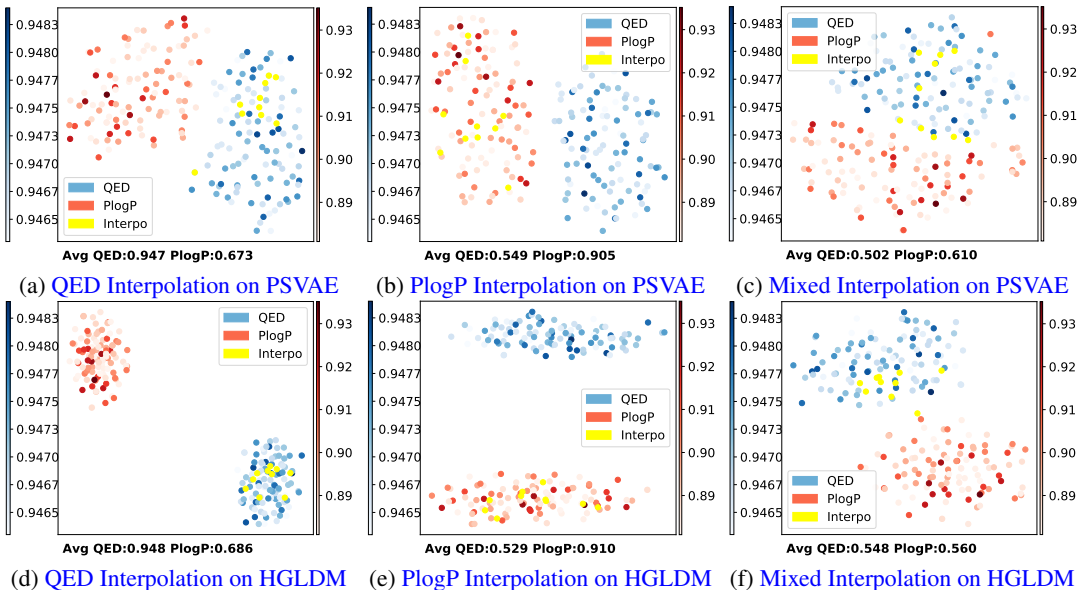 0.9483
0.9480
0.9477
0.9475
0.9473
0.9470
0.9467
0.9465
QED
PlogP
Interpo
0.93
0.92
0.91
0.90
0.89
Avg QED:0.947 PlogP:0.673
(a) QED Interpolation on PSVAE
0.9483
0.9480
0.9477
0.9475
0.9473
0.9470
0.9467
0.9465
QED
PlogP
Interpo
0.93
0.92
0.91
0.90
0.89
Avg QED:0.549 PlogP:0.905
(b) PlogP Interpolation on PSVAE
0.9483
0.9480
0.9477
0.9475
0.9473
0.9470
0.9467
0.9465
QED
PlogP
Interpo
0.93
0.92
0.91
0.90
0.89
Avg QED:0.502 PlogP:0.610
(c) Mixed Interpolation on PSVAE
0.9483
0.9480
0.9477
0.9475
0.9473
0.9470
0.9467
0.9465
QED
PlogP
Interpo
0.93
0.92
0.91
0.90
0.89
Avg QED:0.948 PlogP:0.686
(d) QED Interpolation on HGLDM
0.9483
0.9480
0.9477
0.9475
0.9473
0.9470
0.9467
0.9465
QED
PlogP
Interpo
0.93
0.92
0.91
0.90
0.89
Avg QED:0.529 PlogP:0.910
(e) PlogP Interpolation on HGLDM
0.9483
0.9480
0.9477
0.9475
0.9473
0.9470
0.9467
0.9465
QED
PlogP
Interpo
0.93
0.92
0.91
0.90
0.89
Avg QED:0.548 PlogP:0.560
(f) Mixed Interpolation on HGLDM